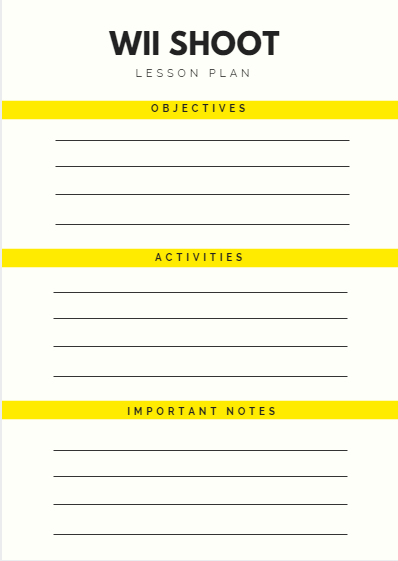 WII SHOOT
LESSON PLAN
OBJECTIVES
ACTIVITIES
IMPORTANT NOTES